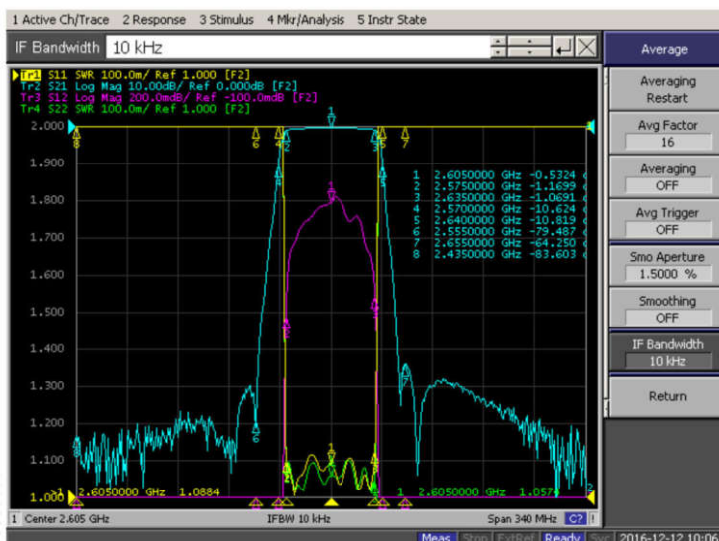 1 Active Ch/Trace 2 Response 3 Stimulus 4 Mkr/Analysis 5 Instr State
IF Bandwidth 10 kHz
Tr1 S11 SWR 100.0m/ Ref 1.000 [F2]
Tr2 S21 Log Mag 10.00dB/ Ref 0.000dB [F2]
Tr3 S12 Log Mag 200.0mdB/ Ref -100.0mdB [F2]
Tr4 S22 SWR 100.0m/ Ref 1.000 [F2]
2.000
1.900
1.800
1.700
1.600
1.500
1.400
1.300
1.200
1.100
1.000
1 2.6050000 GHz -0.5324
2 2.5750000 GHz -1.1699
3 2.6350000 GHz -1.0691
4 2.5700000 GHz -10.624
5 2.6400000 GHz -10.819
6 2.5550000 GHz -79.487
7 2.6550000 GHz -64.250
8 2.4350000 GHz -83.603
2.6050000 GHz 1.0884
1 2.6050000 GHz
1 Center 2.605 GHz IFBW 10 kHz Span 340 MHz C? !
Average
Averaging
Restart
Avg Factor
16
Averaging
OFF
Avg Trigger
OFF
Smo Aperture
1.5000 %
Smoothing
OFF
IF Bandwidth
10 kHz
Return
Meas Stop ExtRef Ready Svc 2016-12-12 10:06